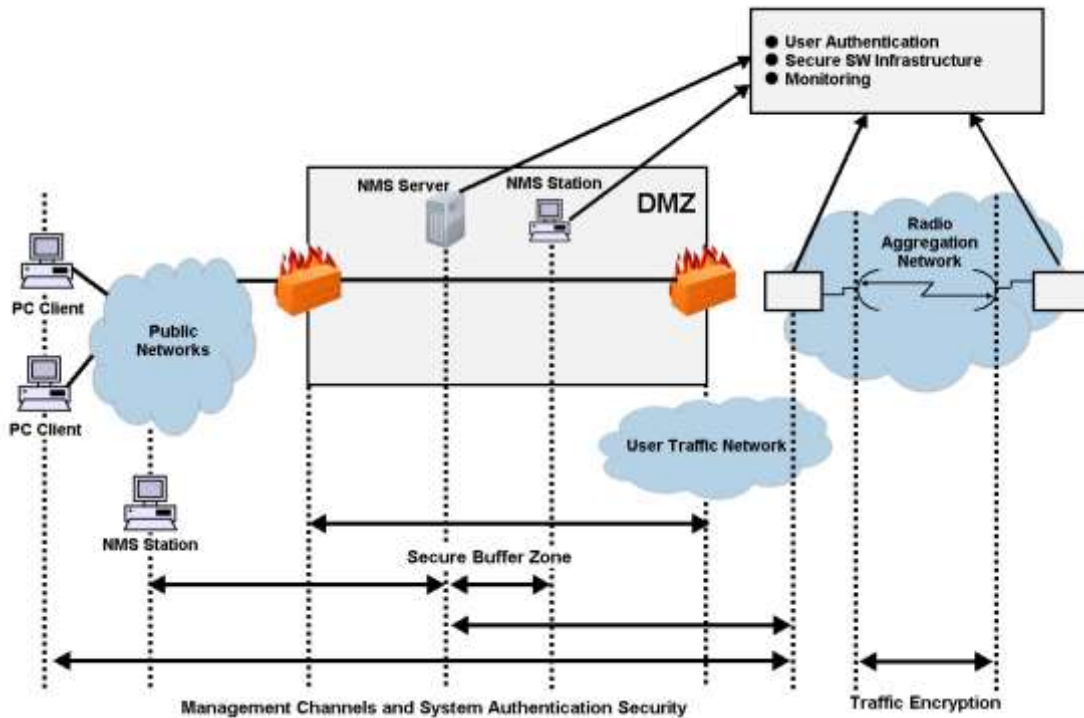 User Authentication
Secure SW Infrastructure
Monitoring
NMS Server
NMS Station
DMZ
Radio
Aggregation
Network
PC Client
Public
Networks
PC Client
User Traffic Network
NMS Station
Secure Buffer Zone
Management Channels and System Authentication Security
Traffic Encryption